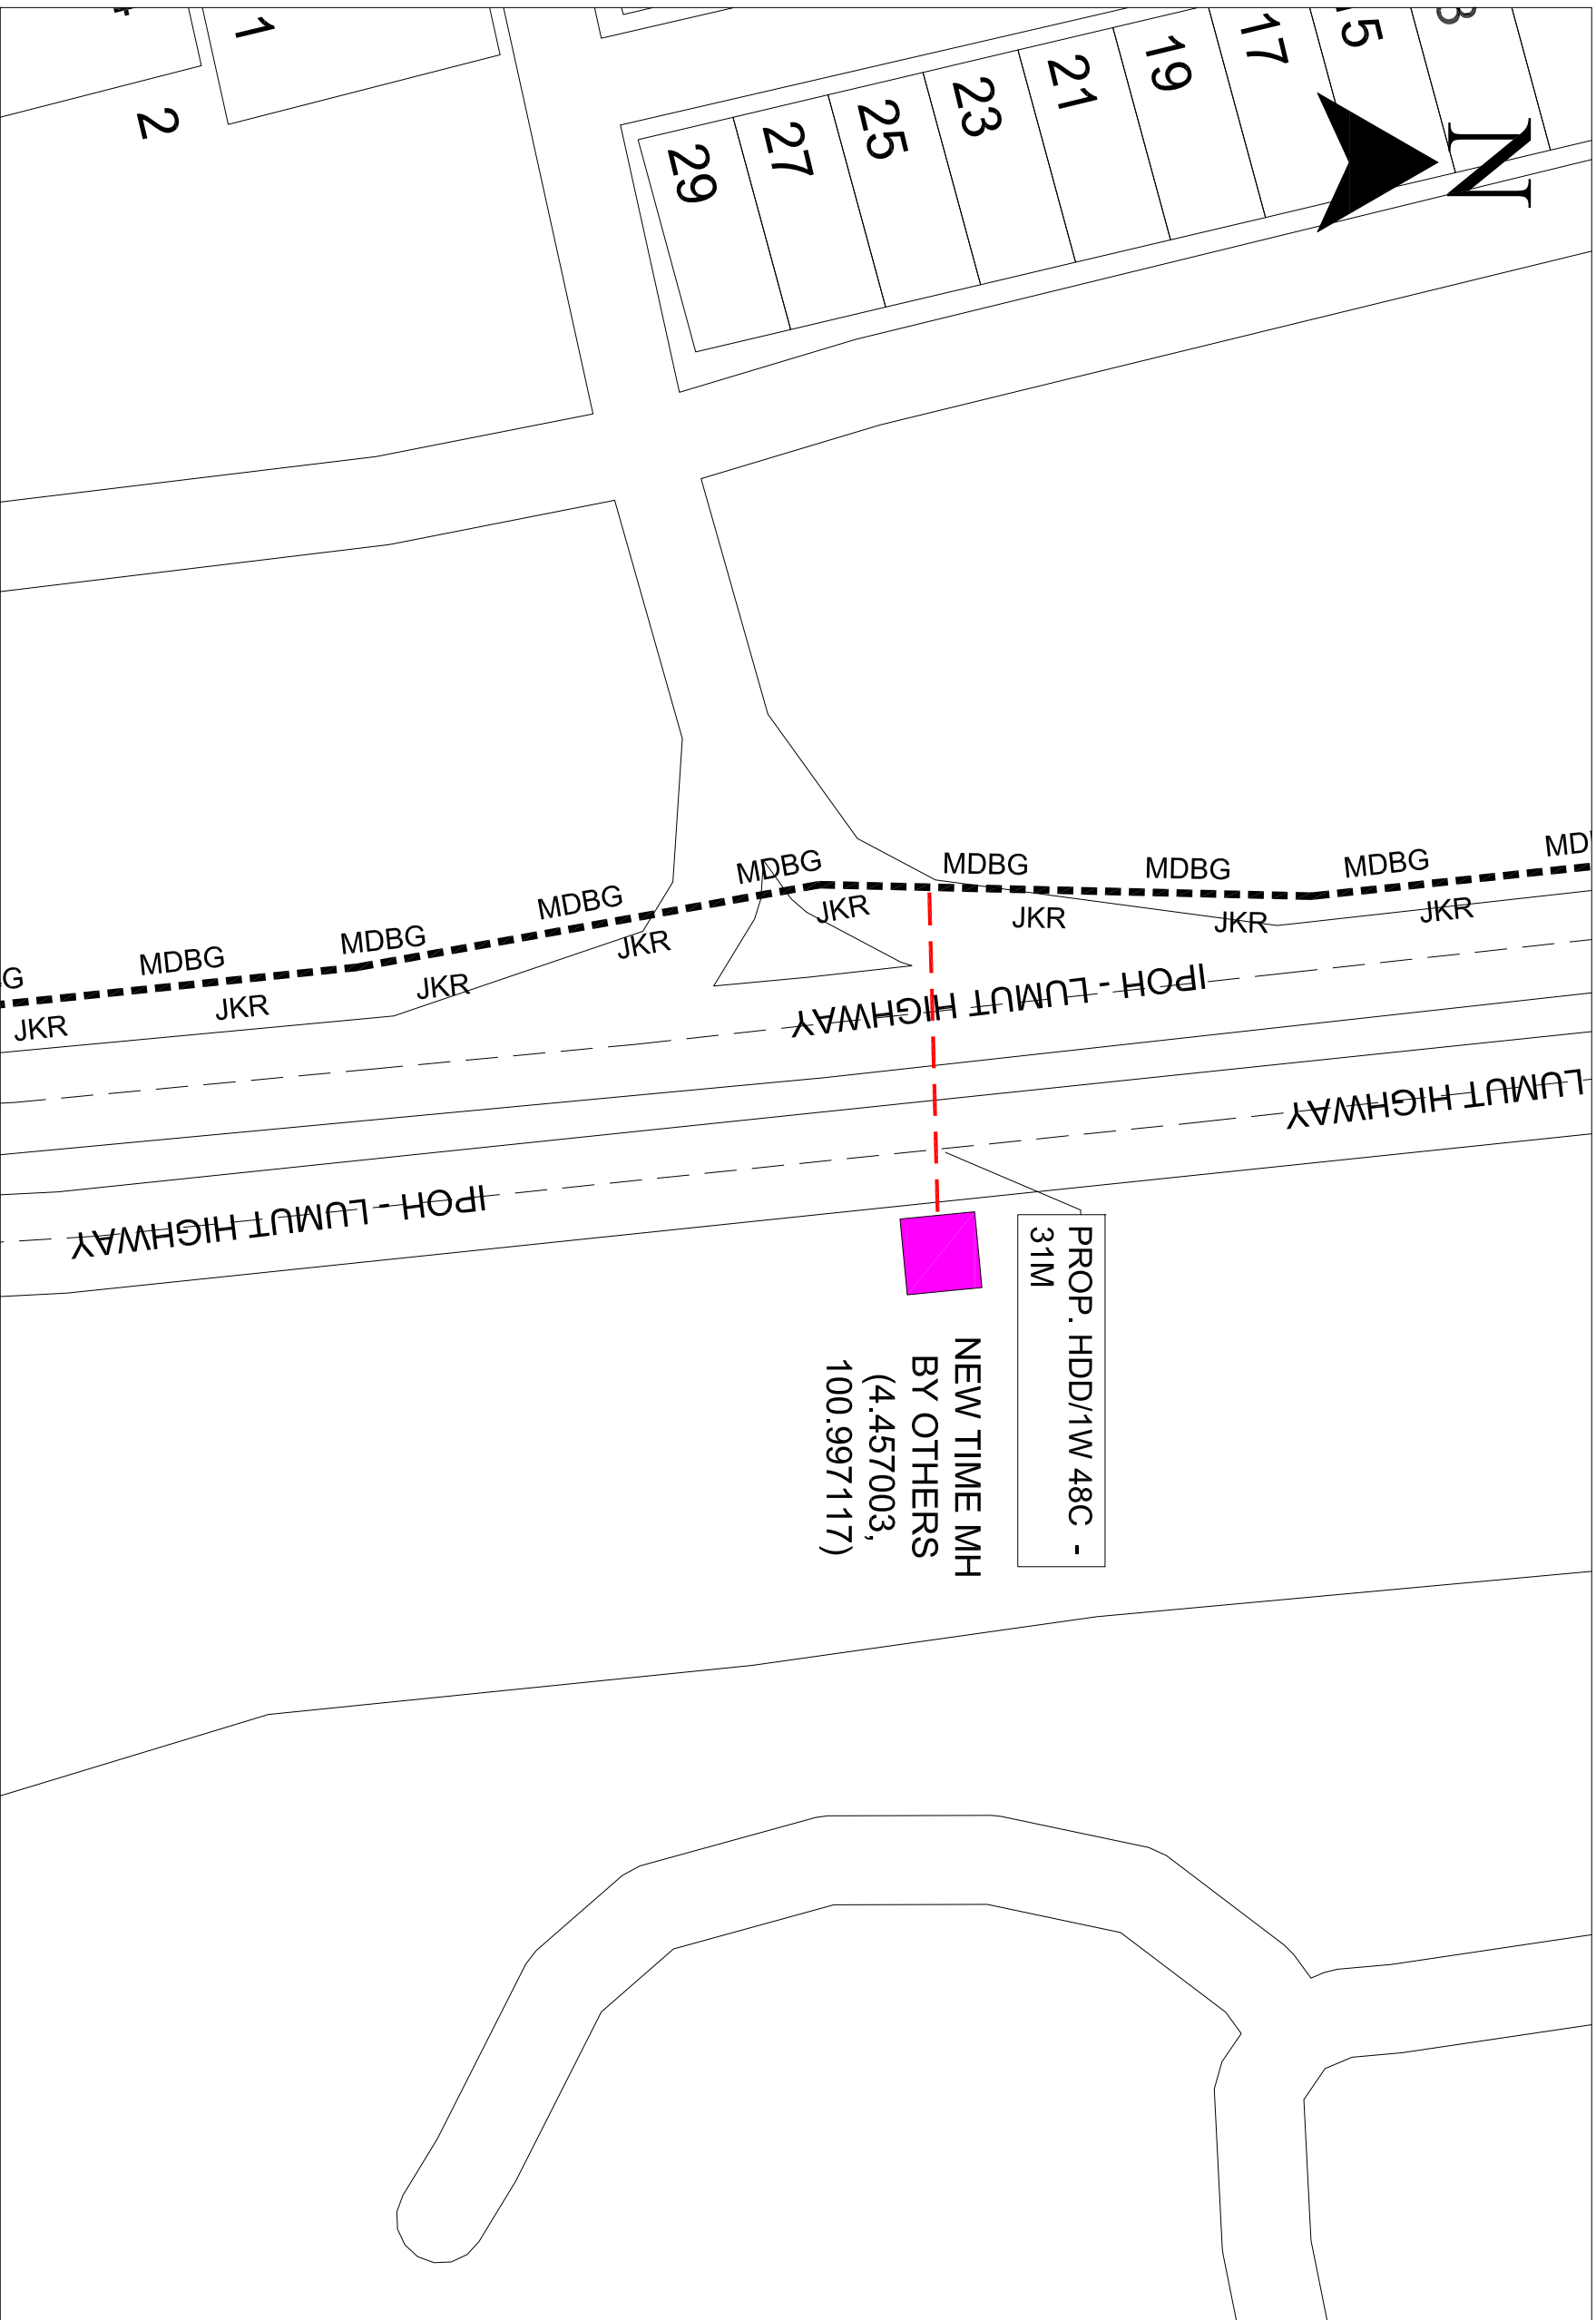 1
2
29
27
25
23
21
19
17
15
N
MDBG
MDBG
MDBG
MDBG
MDBG
MDBG
MDBG
MD
G
JKR
JKR
JKR
JKR
JKR
JKR
JKR
JKR
IPOH - LUMUT HIGHWAY
LUMUT HIGHWAY
IPOH - LUMUT HIGHWAY
PROP. HDD/1W 48C -
31M
NEW TIME MH
BY OTHERS
(4.457003,
100.997117)